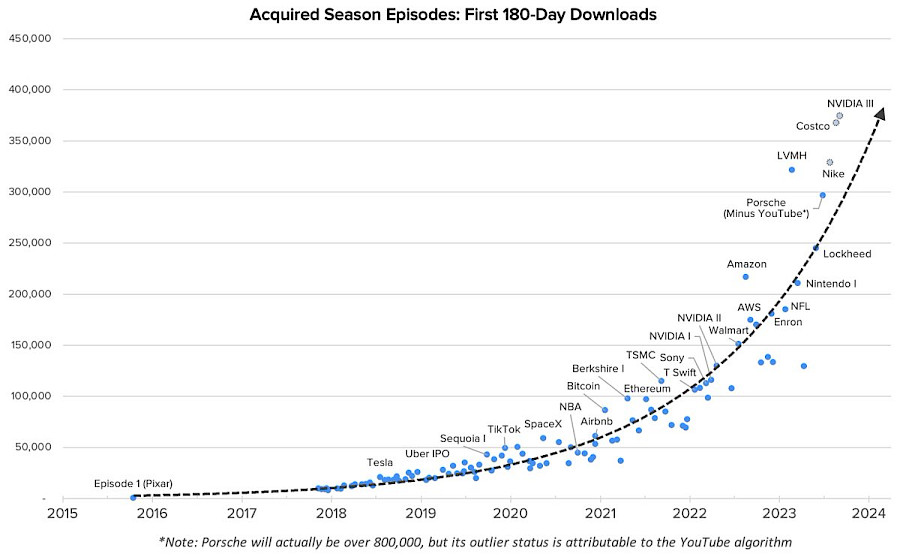 Acquired Season Episodes: First 180-Day Downloads
450,000
400,000
350,000
300,000
250,000
200,000
150,000
100,000
50,000
-
NVIDIA III
Costco
LVMH
Nike
Porsche
(Minus YouTube*)
Lockheed
Amazon
Nintendo I
AWS
NFL
NVIDIA II
Enron
Walmart
NVIDIA I
TSMC
Sony
Berkshire I
T Swift
Bitcoin
Ethereum
NBA
Airbnb
SpaceX
TikTok
Sequoia I
Uber IPO
Tesla
Episode 1 (Pixar)
2015 2016 2017 2018 2019 2020 2021 2022 2023 2024
*Note: Porsche will actually be over 800,000, but its outlier status is attributable to the YouTube algorithm